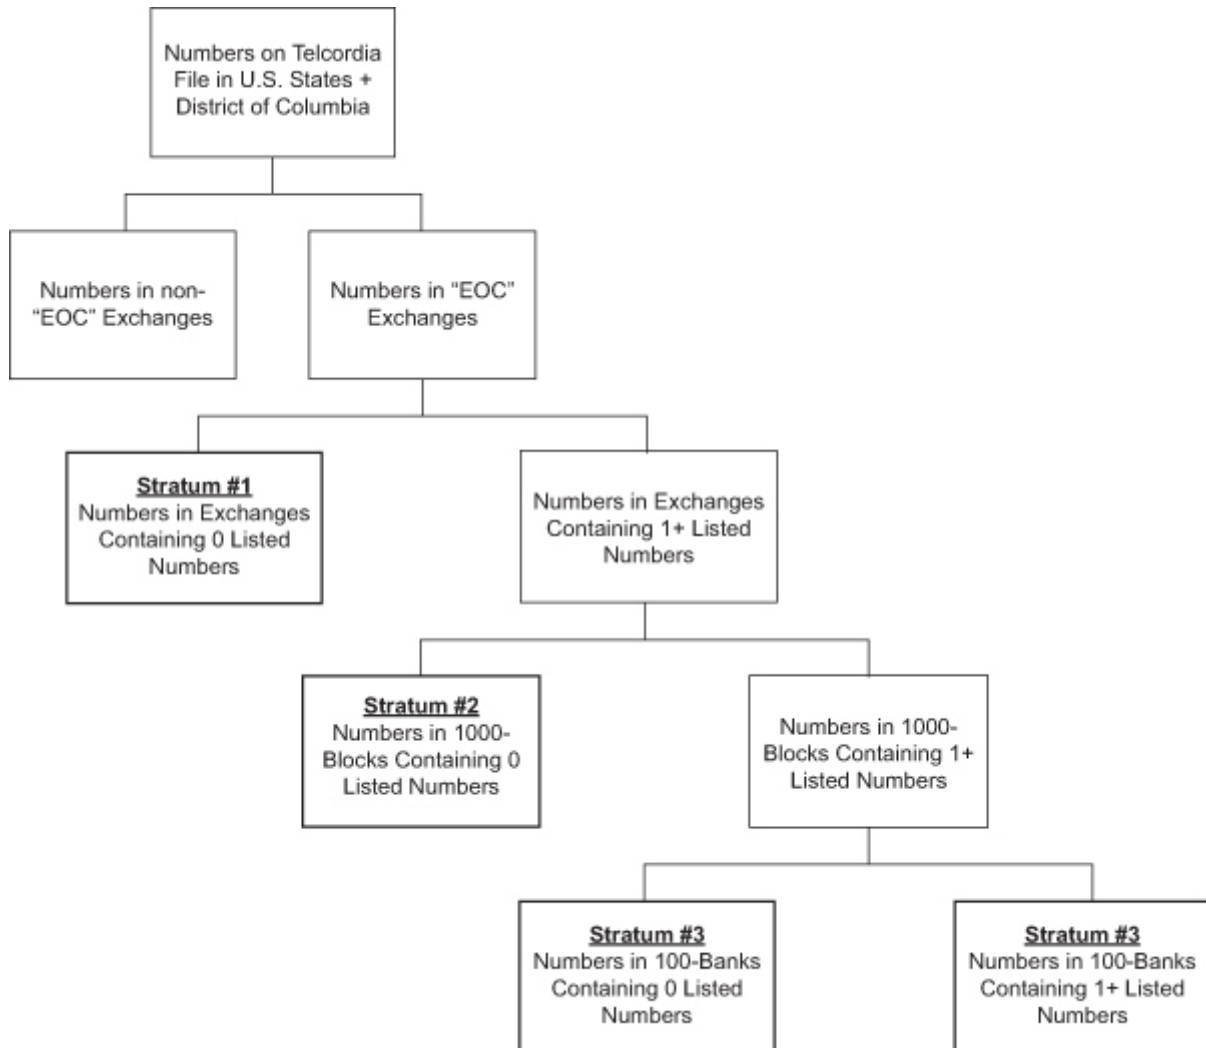 Numbers on Telcordia
File in U.S. States +
District of Columbia
Numbers in non-
“EOC” Exchanges
Numbers in “EOC”
Exchanges
Stratum #1
Numbers in Exchanges
Containing 0 Listed
Numbers
Numbers in Exchanges
Containing 1+ Listed
Numbers
Stratum #2
Numbers in 1000-
Blocks Containing 0
Listed Numbers
Numbers in 1000-
Blocks Containing 1+
Listed Numbers
Stratum #3
Numbers in 100-Banks
Containing 0 Listed
Numbers
Stratum #3
Numbers in 100-Banks
Containing 1+ Listed
Numbers